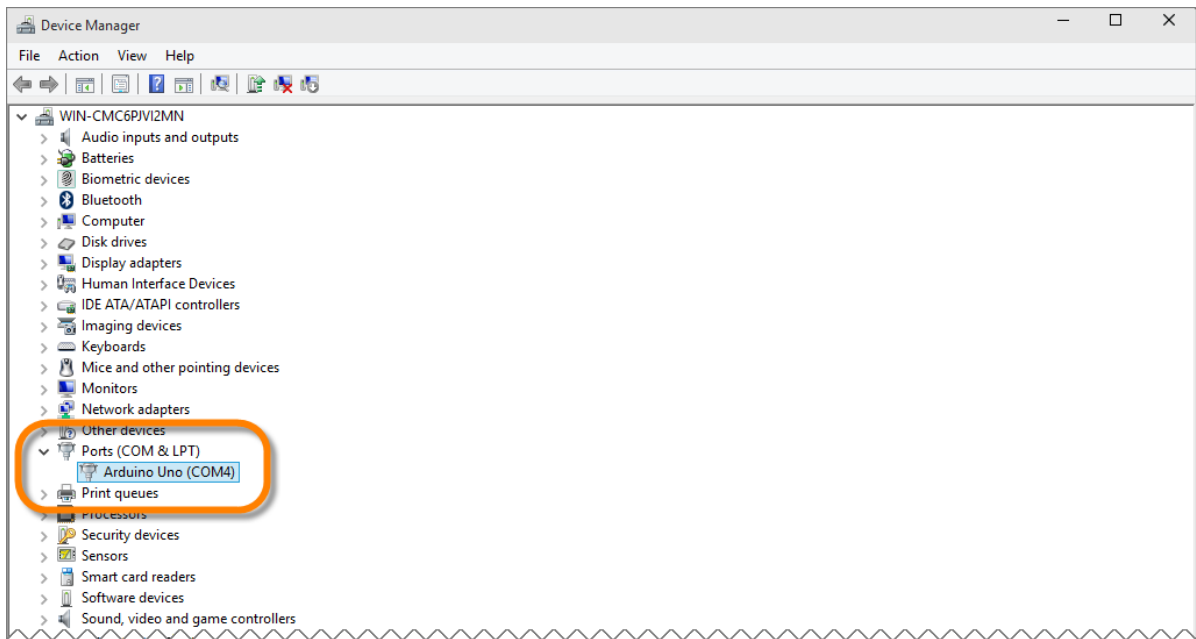 Device Manager
File Action View Help
WIN-CMC6PJVI2MN
Audio inputs and outputs
Batteries
Biometric devices
Bluetooth
Computer
Disk drives
Display adapters
Human Interface Devices
IDE ATA/ATAPI controllers
Imaging devices
Keyboards
Mice and other pointing devices
Monitors
Network adapters
Other devices
Ports (COM & LPT)
Arduino Uno (COM4)
Print queues
Processors
Security devices
Sensors
Smart card readers
Software devices
Sound, video and game controllers